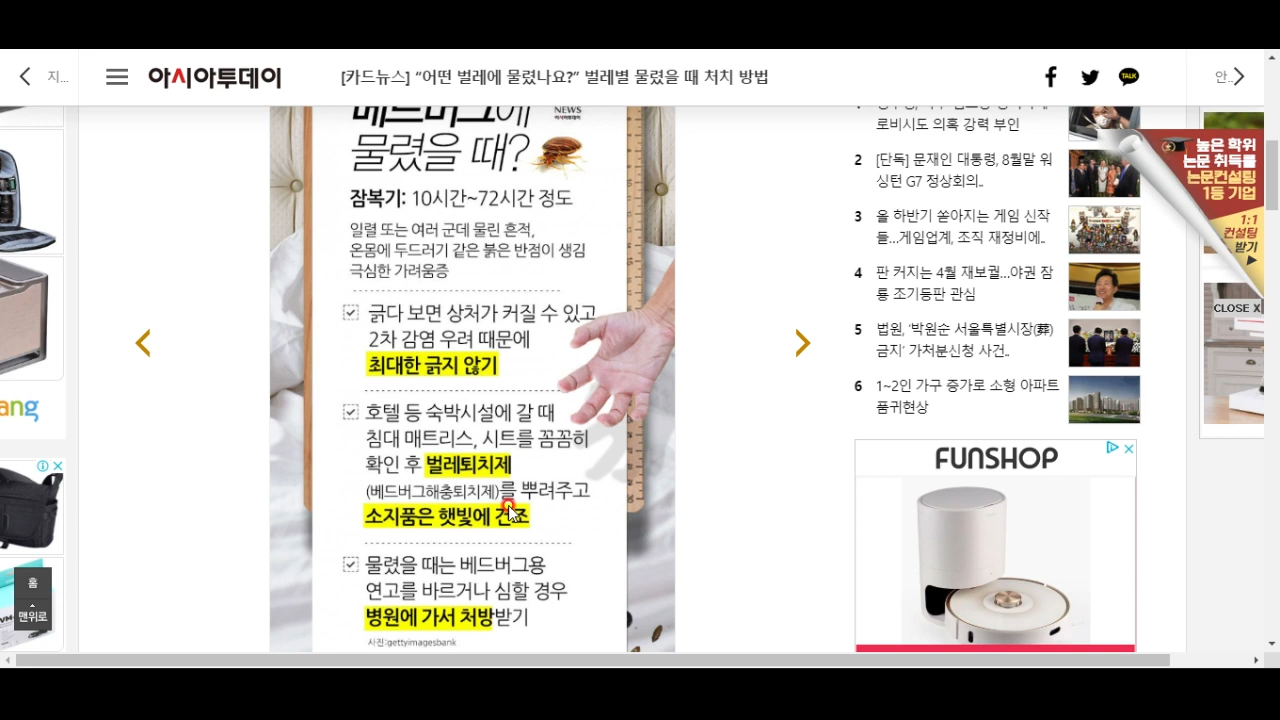 지...
아시아투데이
[카드뉴스] “어떤 벌레에 물렸나요?” 벌레별 물렸을 때 처치 방법
TALK
안..
베드버그에
물렸을 때?
NEWS
아시아투데이
잠복기: 10시간~72시간 정도
일렬 또는 여러 군데 물린 흔적,
온몸에 두드러기 같은 붉은 반점이 생김
극심한 가려움증
긁다 보면 상처가 커질 수 있고
2차 감염 우려 때문에
최대한 긁지 않기
호텔 등 숙박시설에 갈 때
침대 매트리스, 시트를 꼼꼼히
확인 후 벌레퇴치제
(베드버그해충퇴치제)를 뿌려주고
소지품은 햇빛에 건조
물렸을 때는 베드버그용
연고를 바르거나 심할 경우
병원에 가서 처방받기
사진:gettyimagesbank
로비시도 의혹 강력 부인
2 [단독] 문재인 대통령, 8월말 워
싱턴 G7 정상회의..
3 올 하반기 쏟아지는 게임 신작
들…게임업계, 조직 재정비에..
4 판 커지는 4월 재보궐…야권 잠
룡 조기등판 관심
5 법원, ‘박원순 서울특별시장(葬)
금지’ 가처분신청 사건..
6 1~2인 가구 증가로 소형 아파트
품귀현상
FUNSHOP
높은 학위
논문 취득률
논문컨설팅
1등 기업
1:1
컨설팅
받기
CLOSE X
ang
홈
맨위로